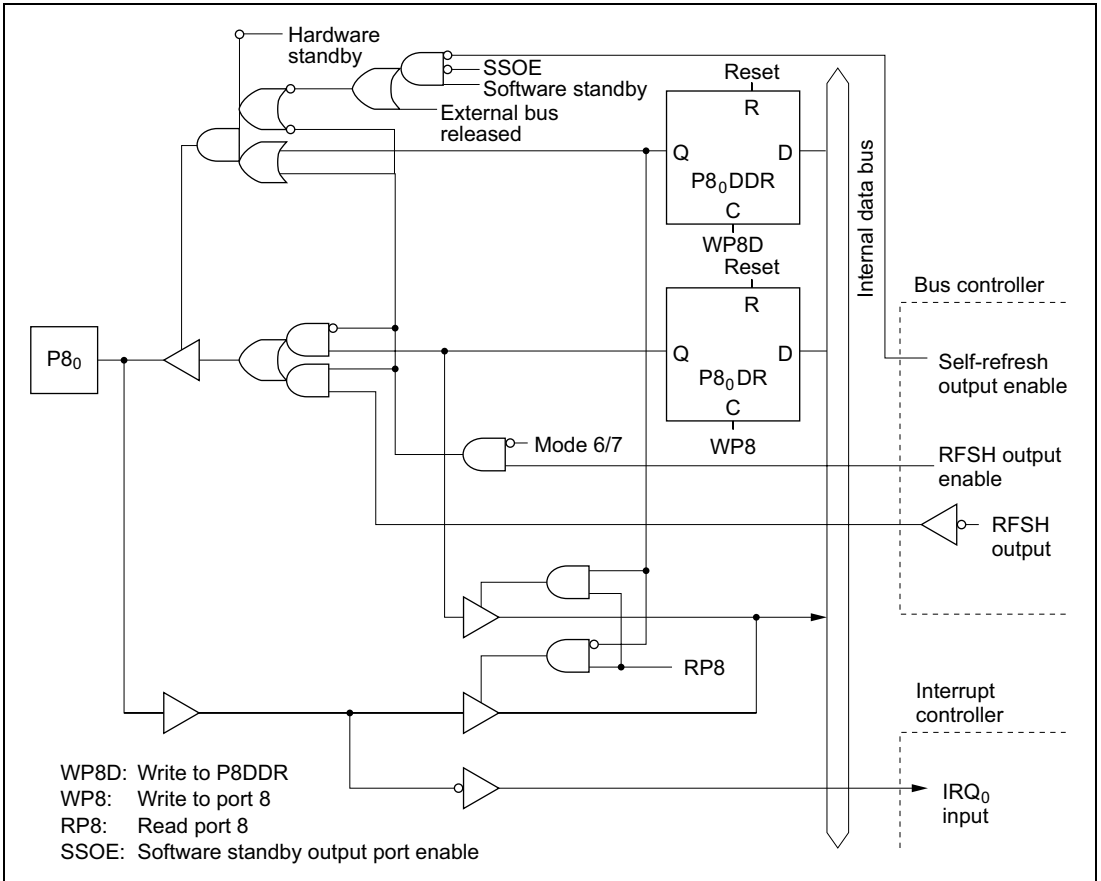 Hardware
standby
SSOE
Software standby
External bus
released
Reset
R
Q
D
P8₀DDR
C
WP8D
Reset
R
Q
D
P8₀DR
C
WP8
Internal data bus
Bus controller
Self-refresh
output enable
P8₀
Mode 6/7
RFSH output
enable
RFSH
output
RP8
Interrupt
controller
IRQ₀
input
WP8D: Write to P8DDR
WP8: Write to port 8
RP8: Read port 8
SSOE: Software standby output port enable